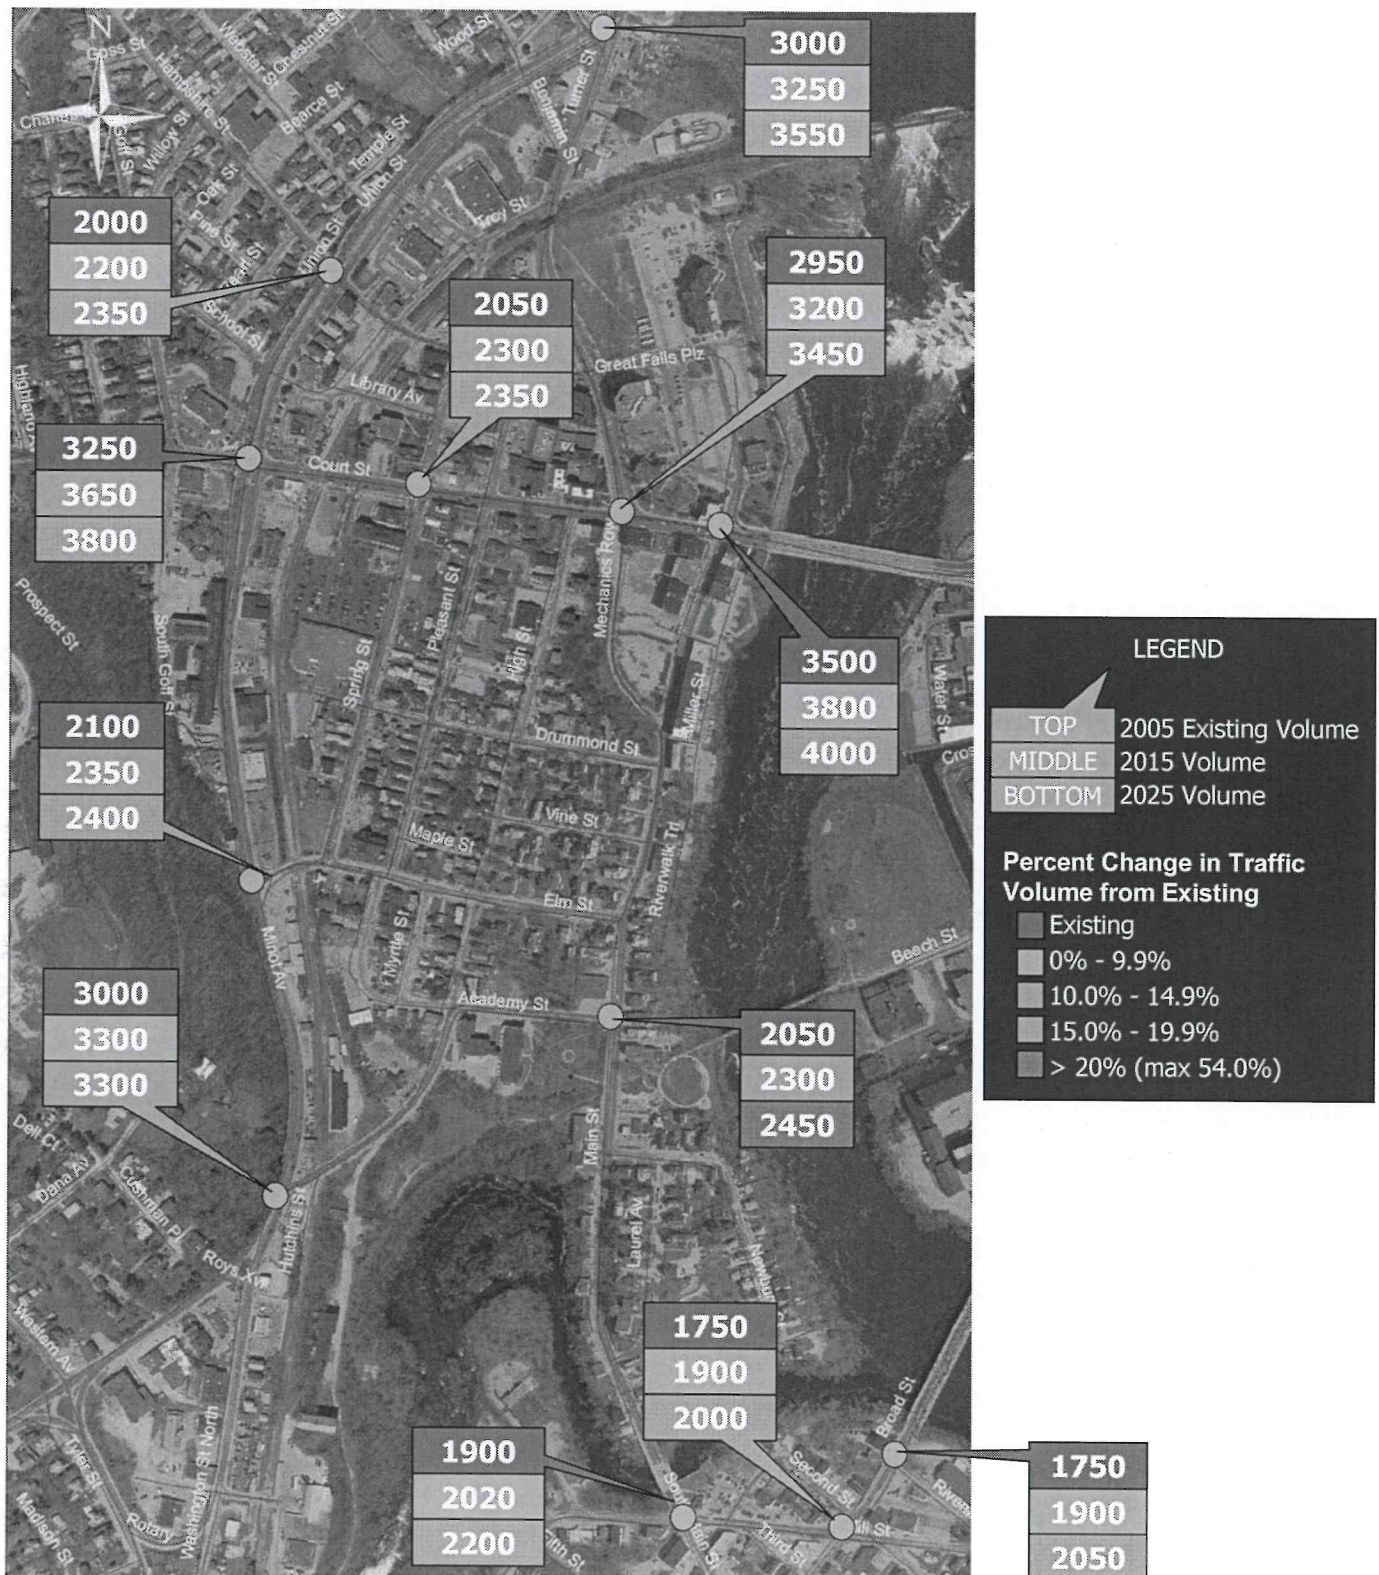 N
Goss St
Webster St
Chestnut St
Wood St
Hampshire St
Bearce St
Benjamin St
Turner St
3000
3250
3550
Goff St
Willow St
Temple St
Union St
Oak St
Pine St
Troy St
Union St
School St
2000
2200
2350
2050
2300
2350
2950
3200
3450
Great Falls Plz
Library Av
3250
3650
3800
Court St
Mechanics Row
Prospect St
South Goff St
Spring St
Pleasant St
High St
Miller St
Water St
3500
3800
4000
LEGEND
TOP 2005 Existing Volume
MIDDLE 2015 Volume
BOTTOM 2025 Volume
Percent Change in Traffic
Volume from Existing
Existing
0% - 9.9%
10.0% - 14.9%
15.0% - 19.9%
> 20% (max 54.0%)
2100
2350
2400
Drummond St
Vine St
Maple St
Riverwalk Trl
Elm St
Minot Av
Myrtle St
Beech St
Academy St
3000
3300
3300
2050
2300
2450
Main St
Dell Ct
Dana Av
Cushman Pl
Hutchins St
Roys Xw
Laurel Av
Western Av
1750
1900
2000
Broad St
Washington St North
Tyler St
Madison St
Rotary
1900
2020
2200
Second St
Third St
1750
1900
2050